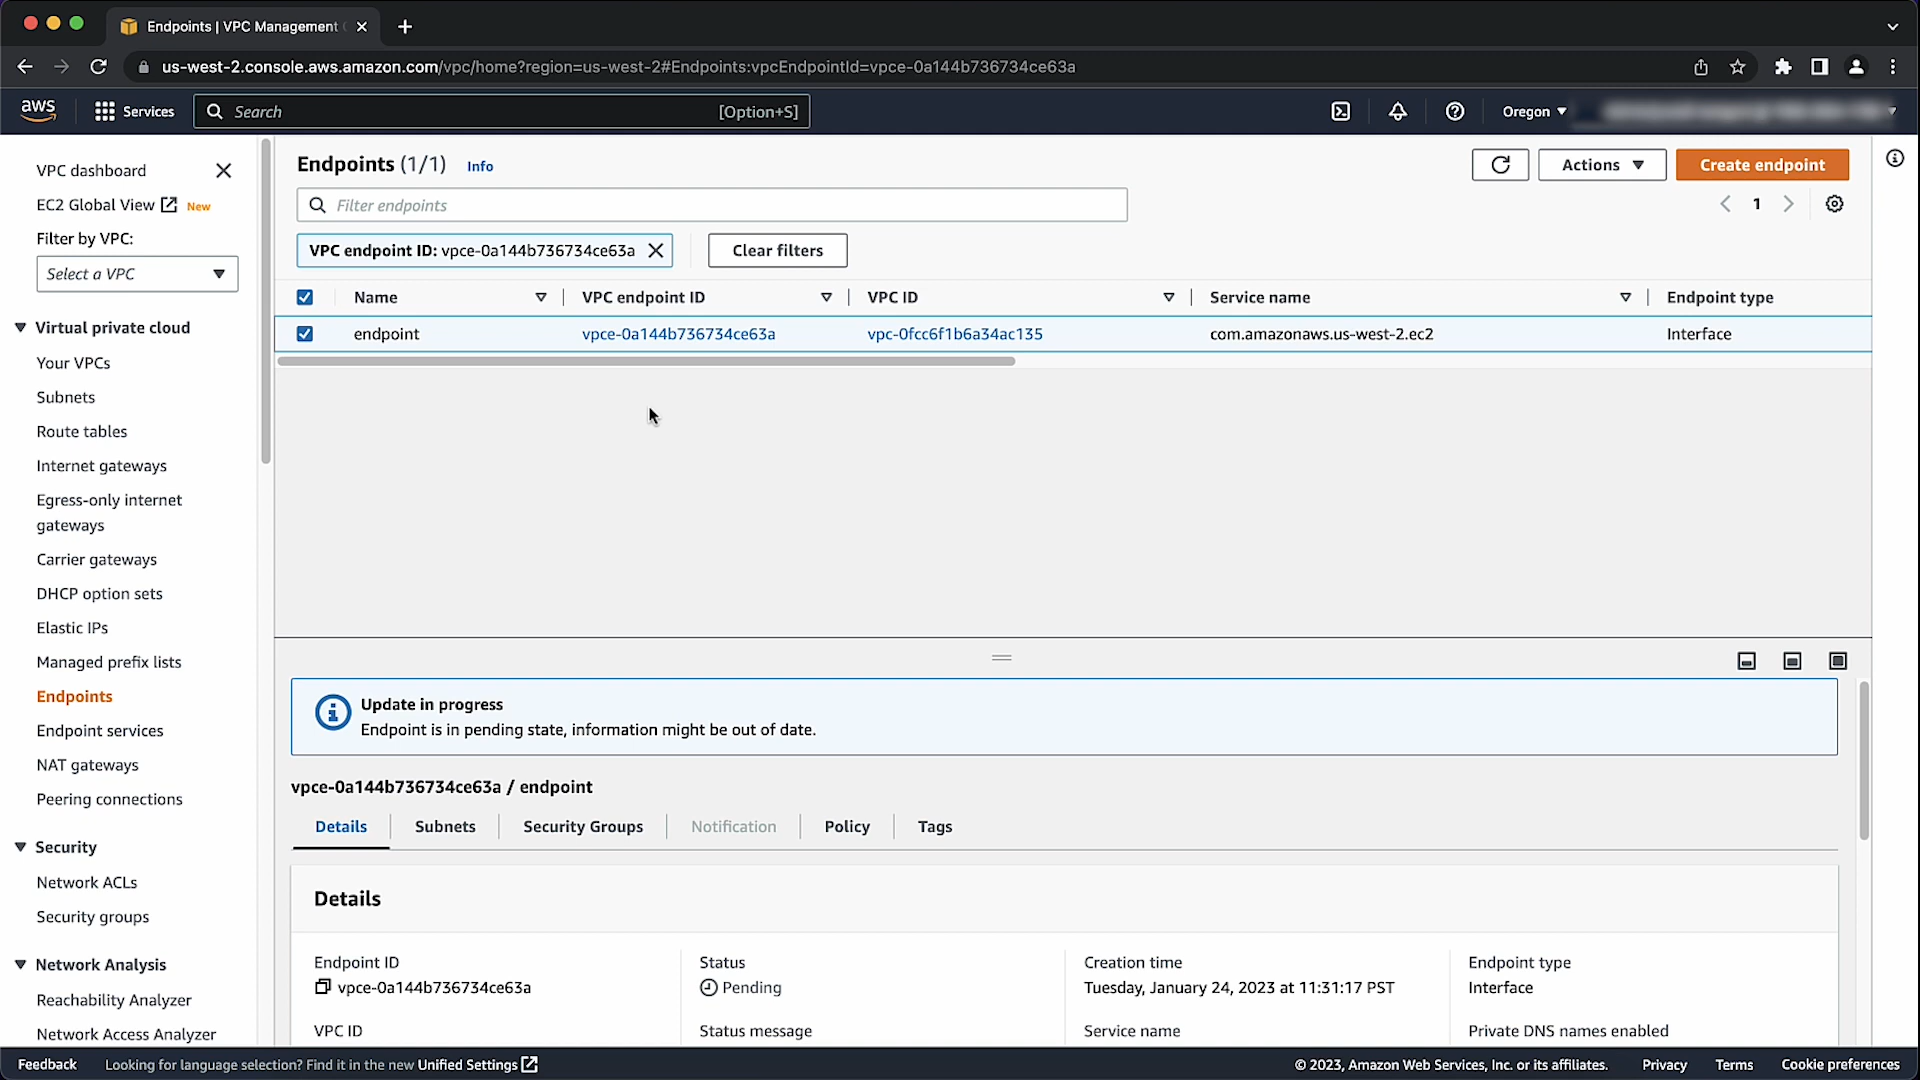 Endpoints | VPC Management
us-west-2.console.aws.amazon.com/vpc/home?region=us-west-2#Endpoints:vpcEndpointId=vpce-0a144b736734ce63a
aws
Services
Search
[Option+S]
Oregon
VPC dashboard
EC2 Global View New
Filter by VPC:
Select a VPC
Virtual private cloud
Your VPCs
Subnets
Route tables
Internet gateways
Egress-only internet
gateways
Carrier gateways
DHCP option sets
Elastic IPs
Managed prefix lists
Endpoints
Endpoint services
NAT gateways
Peering connections
Security
Network ACLs
Security groups
Network Analysis
Reachability Analyzer
Network Access Analyzer
Endpoints (1/1) Info
Actions
Create endpoint
Filter endpoints
1
VPC endpoint ID: vpce-0a144b736734ce63a
Clear filters
Name VPC endpoint ID VPC ID Service name Endpoint type
endpoint vpce-0a144b736734ce63a vpc-0fcc6f1b6a34ac135 com.amazonaws.us-west-2.ec2 Interface
Update in progress
Endpoint is in pending state, information might be out of date.
vpce-0a144b736734ce63a / endpoint
Details Subnets Security Groups Notification Policy Tags
Details
Endpoint ID
vpce-0a144b736734ce63a
VPC ID
Status
Pending
Status message
Creation time
Tuesday, January 24, 2023 at 11:31:17 PST
Service name
Endpoint type
Interface
Private DNS names enabled
Feedback
Looking for language selection? Find it in the new Unified Settings
© 2023, Amazon Web Services, Inc. or its affiliates.
Privacy
Terms
Cookie preferences